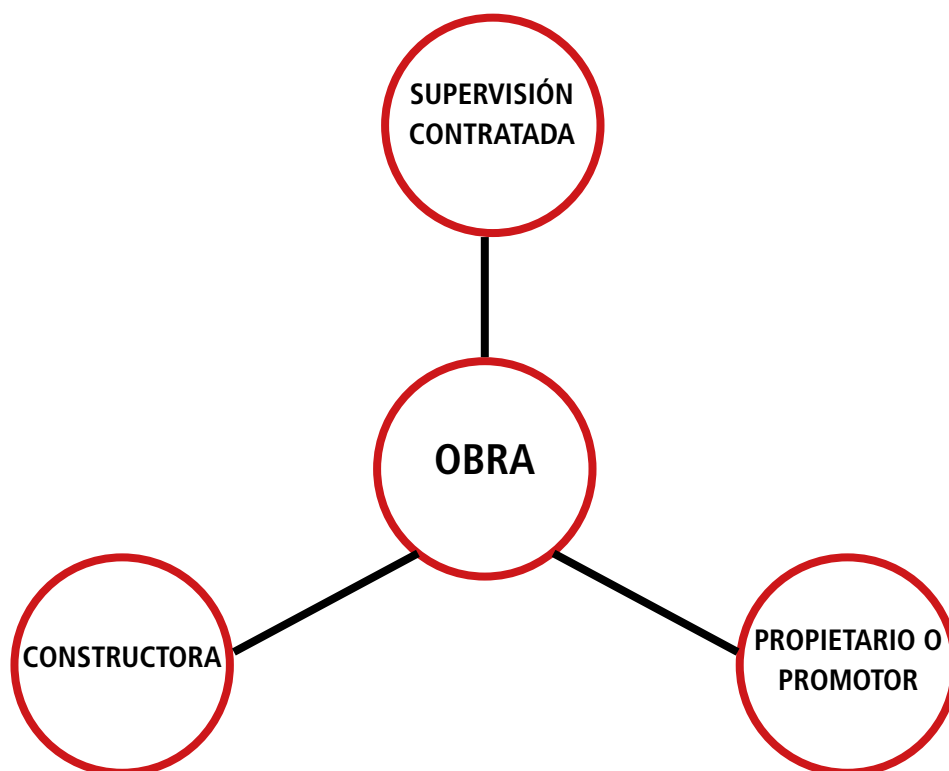 SUPERVISIÓN
CONTRATADA
OBRA
CONSTRUCTORA
PROPIETARIO O
PROMOTOR